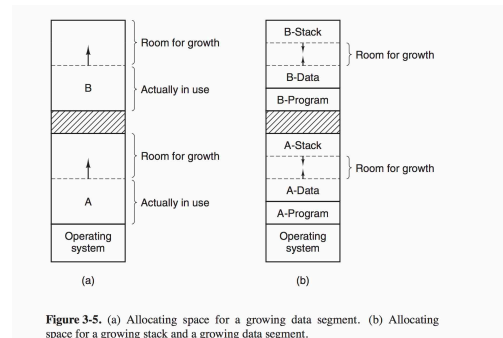 Room for growth
B
Actually in use
Room for growth
A
Actually in use
Operating
system
(a)
B-Stack
Room for growth
B-Data
B-Program
A-Stack
Room for growth
A-Data
A-Program
Operating
system
(b)
Figure 3-5. (a) Allocating space for a growing data segment. (b) Allocating
space for a growing stack and a growing data segment.